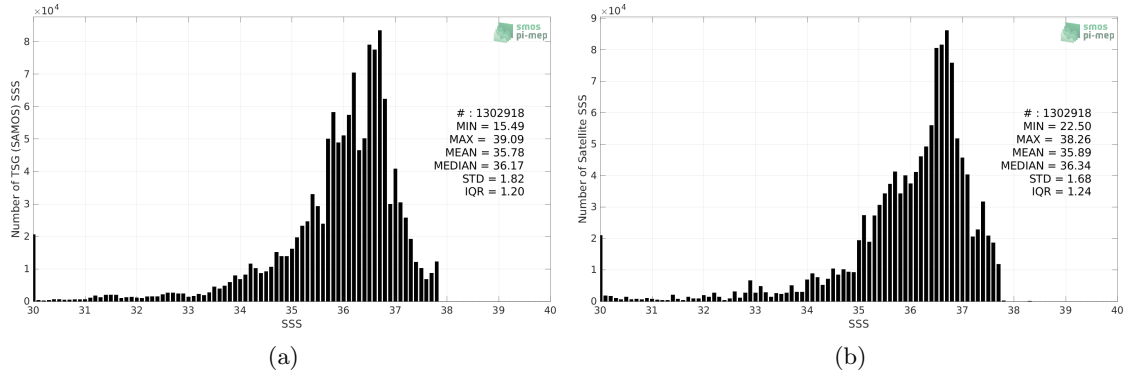 ×10^4
smos
pi-mep
8
7
6
5
4
3
2
1
0
Number of TSG (SAMOS) SSS
# : 1302918
MIN = 15.49
MAX = 39.09
MEAN = 35.78
MEDIAN = 36.17
STD = 1.82
IQR = 1.20
30 31 32 33 34 35 36 37 38 39 40
SSS
(a)
×10^4
smos
pi-mep
9
8
7
6
5
4
3
2
1
0
Number of Satellite SSS
# : 1302918
MIN = 22.50
MAX = 38.26
MEAN = 35.89
MEDIAN = 36.34
STD = 1.68
IQR = 1.24
30 31 32 33 34 35 36 37 38 39 40
SSS
(b)